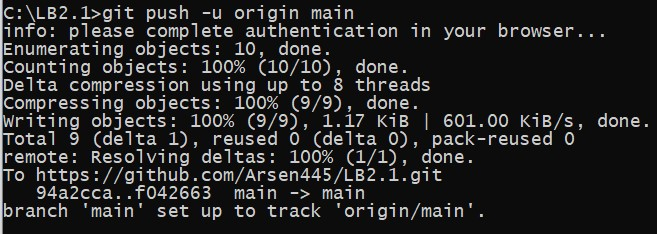 C:\LB2.1>git push -u origin main
info: please complete authentication in your browser...
Enumerating objects: 10, done.
Counting objects: 100% (10/10), done.
Delta compression using up to 8 threads
Compressing objects: 100% (9/9), done.
Writing objects: 100% (9/9), 1.17 KiB | 601.00 KiB/s, done.
Total 9 (delta 1), reused 0 (delta 0), pack-reused 0
remote: Resolving deltas: 100% (1/1), done.
To https://github.com/Arsen445/LB2.1.git
   94a2cca..f042663  main -> main
branch 'main' set up to track 'origin/main'.